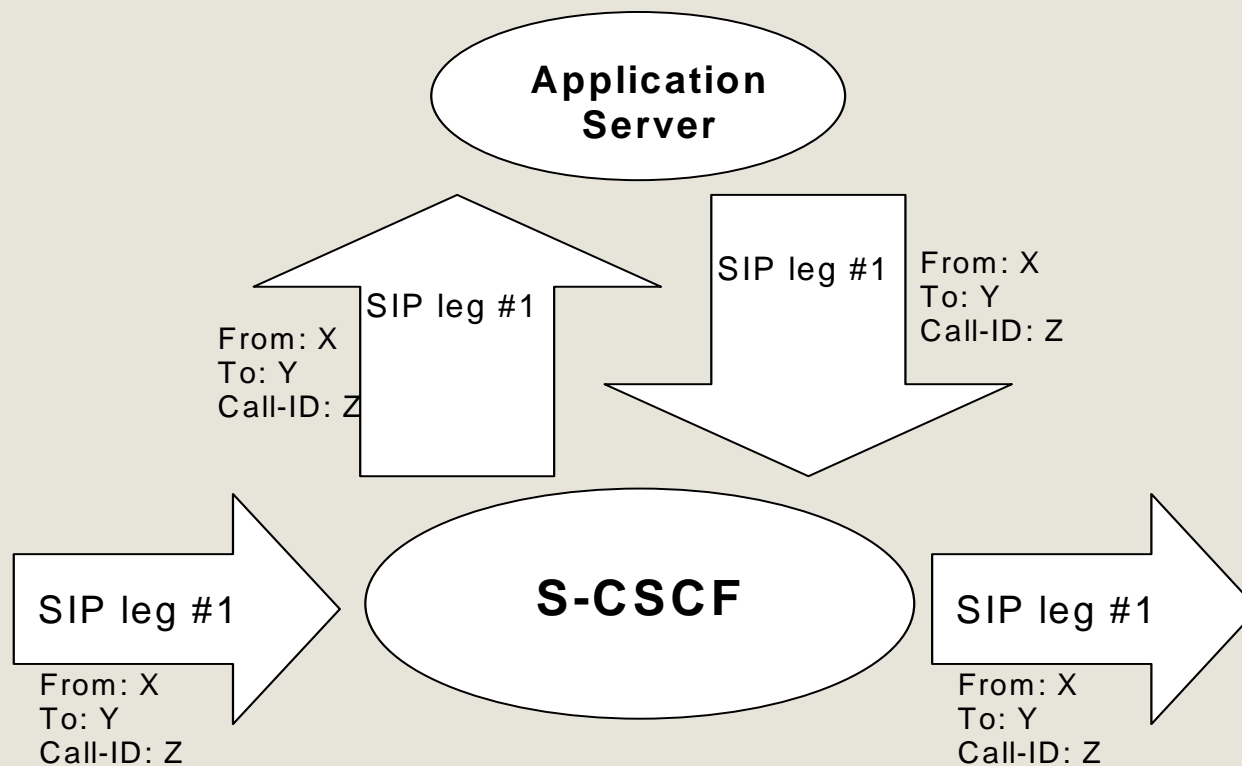 Application
Server
SIP leg #1
From: X
To: Y
Call-ID: Z
SIP leg #1
From: X
To: Y
Call-ID: Z
S-CSCF
SIP leg #1
From: X
To: Y
Call-ID: Z
SIP leg #1
From: X
To: Y
Call-ID: Z